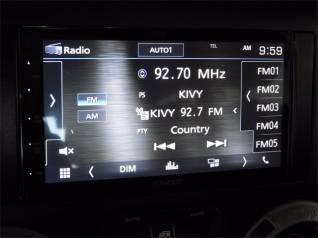 Radio AUTO1 TEL AM 9:59
92.70 MHz FM01
PS KIVY FM02
FM KIVY 92.7 FM FM03
AM FM04
PTY Country FM05
DIM
KENWOOD